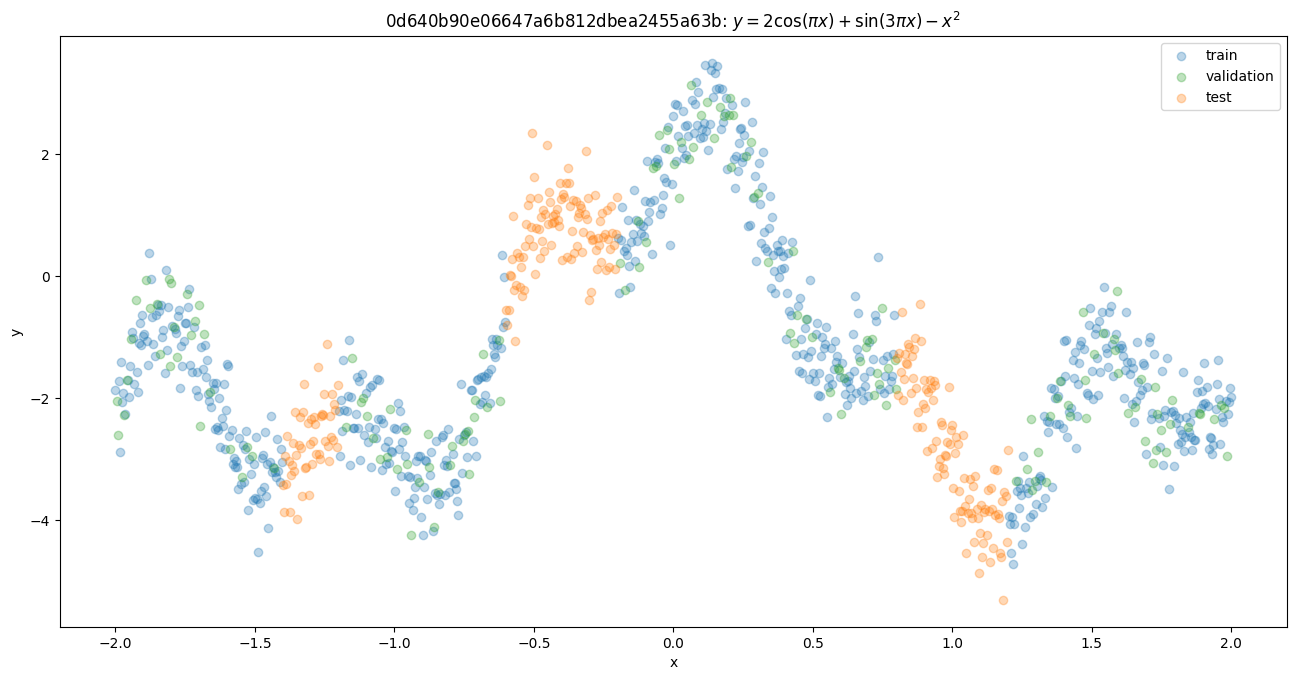 0d640b90e06647a6b812dbea2455a63b: y = 2cos(πx) + sin(3πx) − x²
train
validation
test
y
2
0
−2
−4
−2.0 −1.5 −1.0 −0.5 0.0 0.5 1.0 1.5 2.0
x